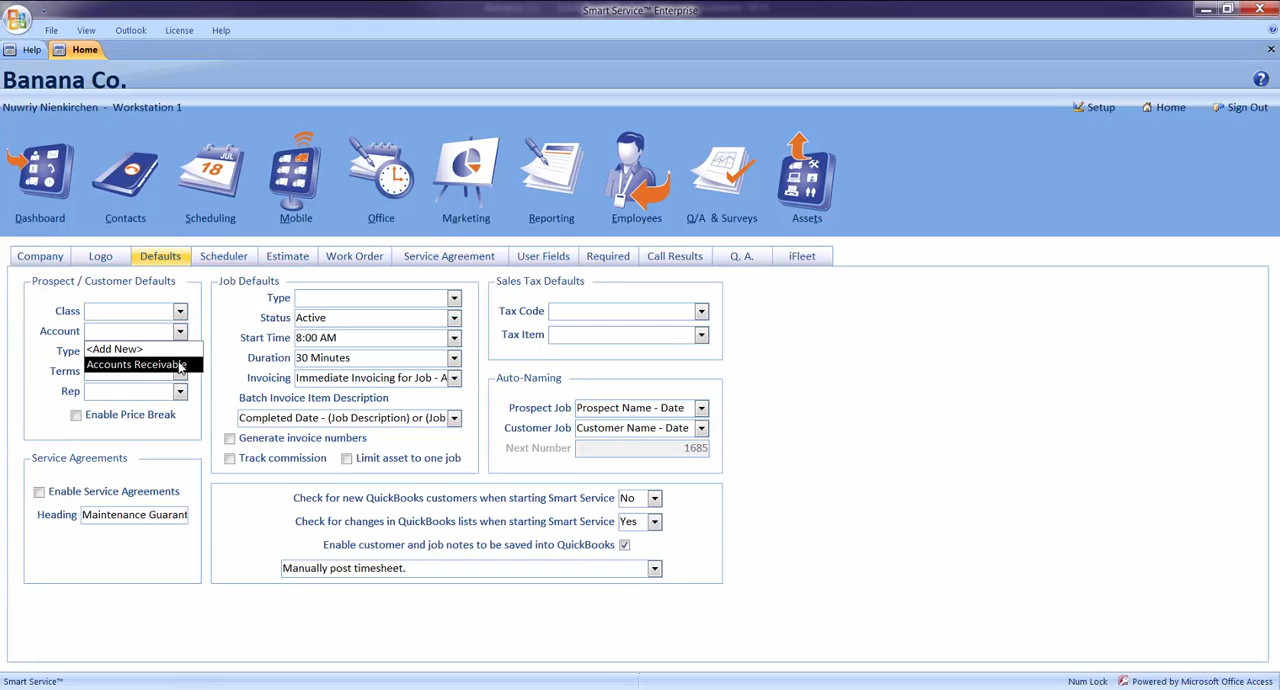 Smart Service™ Enterprise
File View Outlook License Help
Help Home
Banana Co.
Nuwriy Nienkirchen - Workstation 1
Setup Home Sign Out
JUL
18
Dashboard Contacts Scheduling Mobile Office Marketing Reporting Employees Q/A & Surveys Assets
Company Logo Defaults Scheduler Estimate Work Order Service Agreement User Fields Required Call Results Q. A. iFleet
Prospect / Customer Defaults
Class
Account
<Add New>
Type
Accounts Receivable
Terms
Rep
Enable Price Break
Service Agreements
Enable Service Agreements
Heading Maintenance Guarant
Job Defaults
Type
Status Active
Start Time 8:00 AM
Duration 30 Minutes
Invoicing Immediate Invoicing for Job - A
Batch Invoice Item Description
Completed Date - (Job Description) or (Job
Generate invoice numbers
Track commission Limit asset to one job
Sales Tax Defaults
Tax Code
Tax Item
Auto-Naming
Prospect Job Prospect Name - Date
Customer Job Customer Name - Date
Next Number 1685
Check for new QuickBooks customers when starting Smart Service No
Check for changes in QuickBooks lists when starting Smart Service Yes
Enable customer and job notes to be saved into QuickBooks
Manually post timesheet.
Smart Service™ Num Lock Powered by Microsoft Office Access